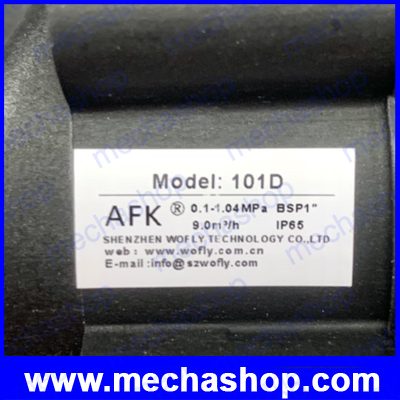 Model: 101D
AFK ® 0.1-1.04MPa BSP1"
9.0m³/h IP65
SHENZHEN WOFLY TECHNOLOGY CO.,LTD
web: www.wofly.com.cn
E-mail:info@szwofly.com
www.mechashop.com